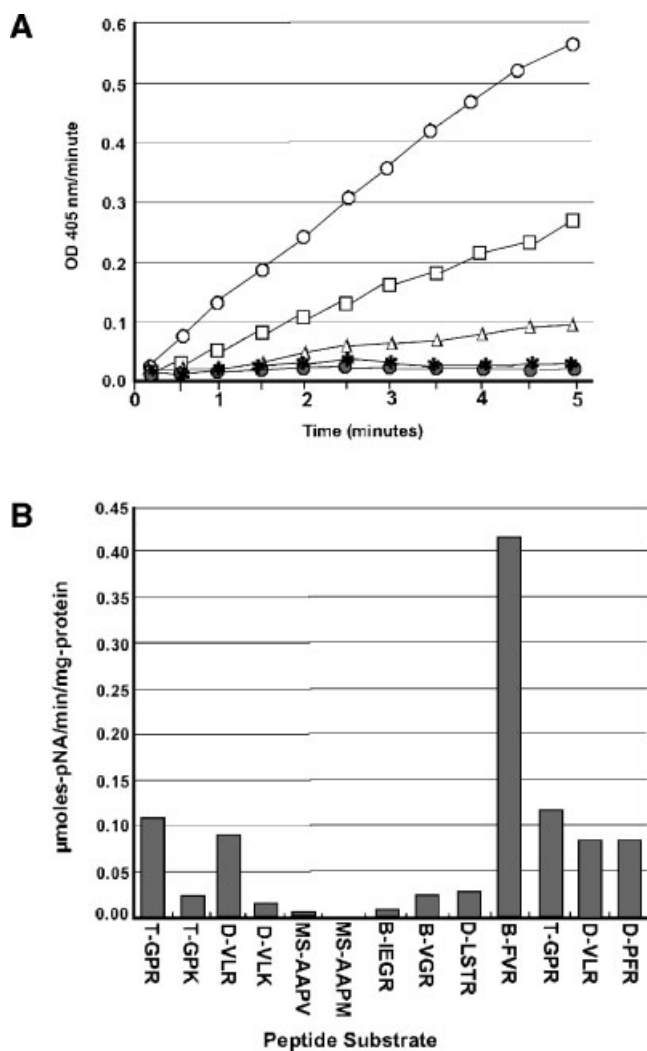 A
OD 405 nm/minute
0.6
0.5
0.4
0.3
0.2
0.1
0.0
0 1 2 3 4 5
Time (minutes)
B
μmoles-pNA/min/mg-protein
0.45
0.40
0.35
0.30
0.25
0.20
0.15
0.10
0.05
0.00
T-GPR
T-GPK
D-VLR
D-VLK
MS-AAPV
MS-AAPM
B-IEGR
B-VGR
D-LSTR
B-FVR
T-GPR
D-VLR
D-PFR
Peptide Substrate